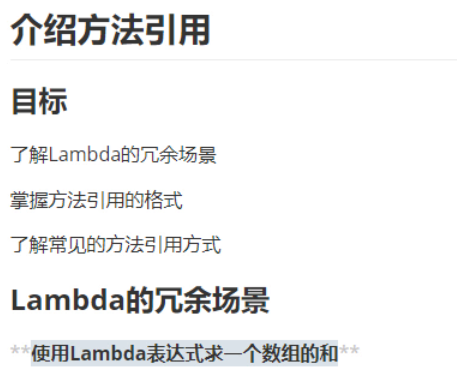 介绍方法引用
目标
了解Lambda的冗余场景
掌握方法引用的格式
了解常见的方法引用方式
Lambda的冗余场景
**使用Lambda表达式求一个数组的和**